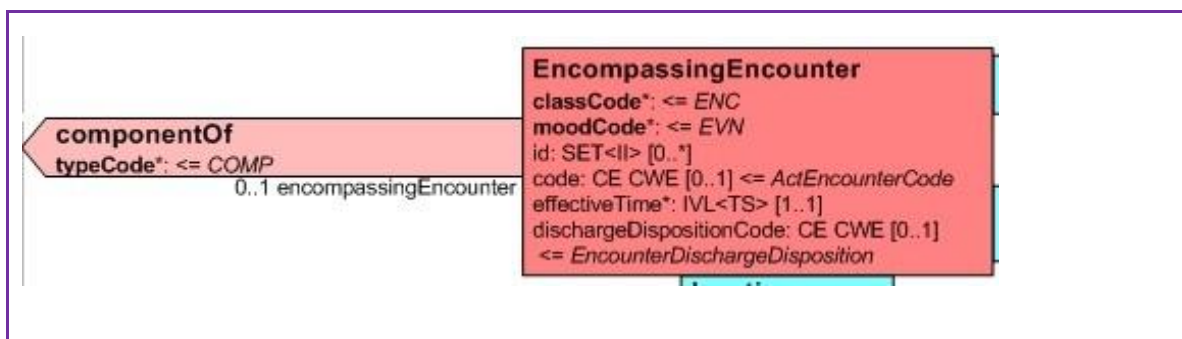 EncompassingEncounter
classCode*: <= ENC
moodCode*: <= EVN
id: SET<II> [0..*]
code: CE CWE [0..1] <= ActEncounterCode
effectiveTime*: IVL<TS> [1..1]
dischargeDispositionCode: CE CWE [0..1]
<= EncounterDischargeDisposition
componentOf
typeCode*: <= COMP
0..1 encompassingEncounter